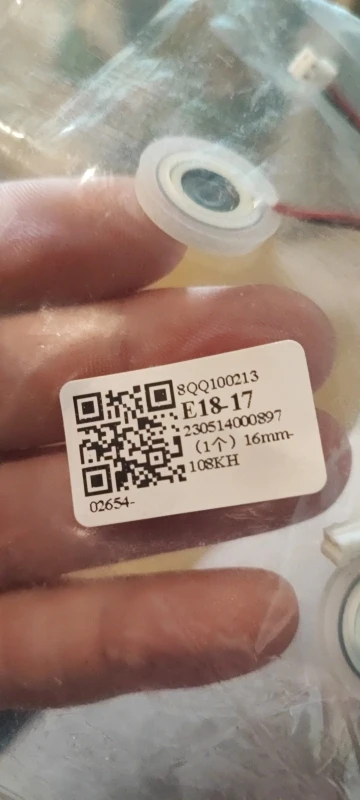 8QQ100213
E18-17
230514000897
（1个）16mm-
108KH
02654-